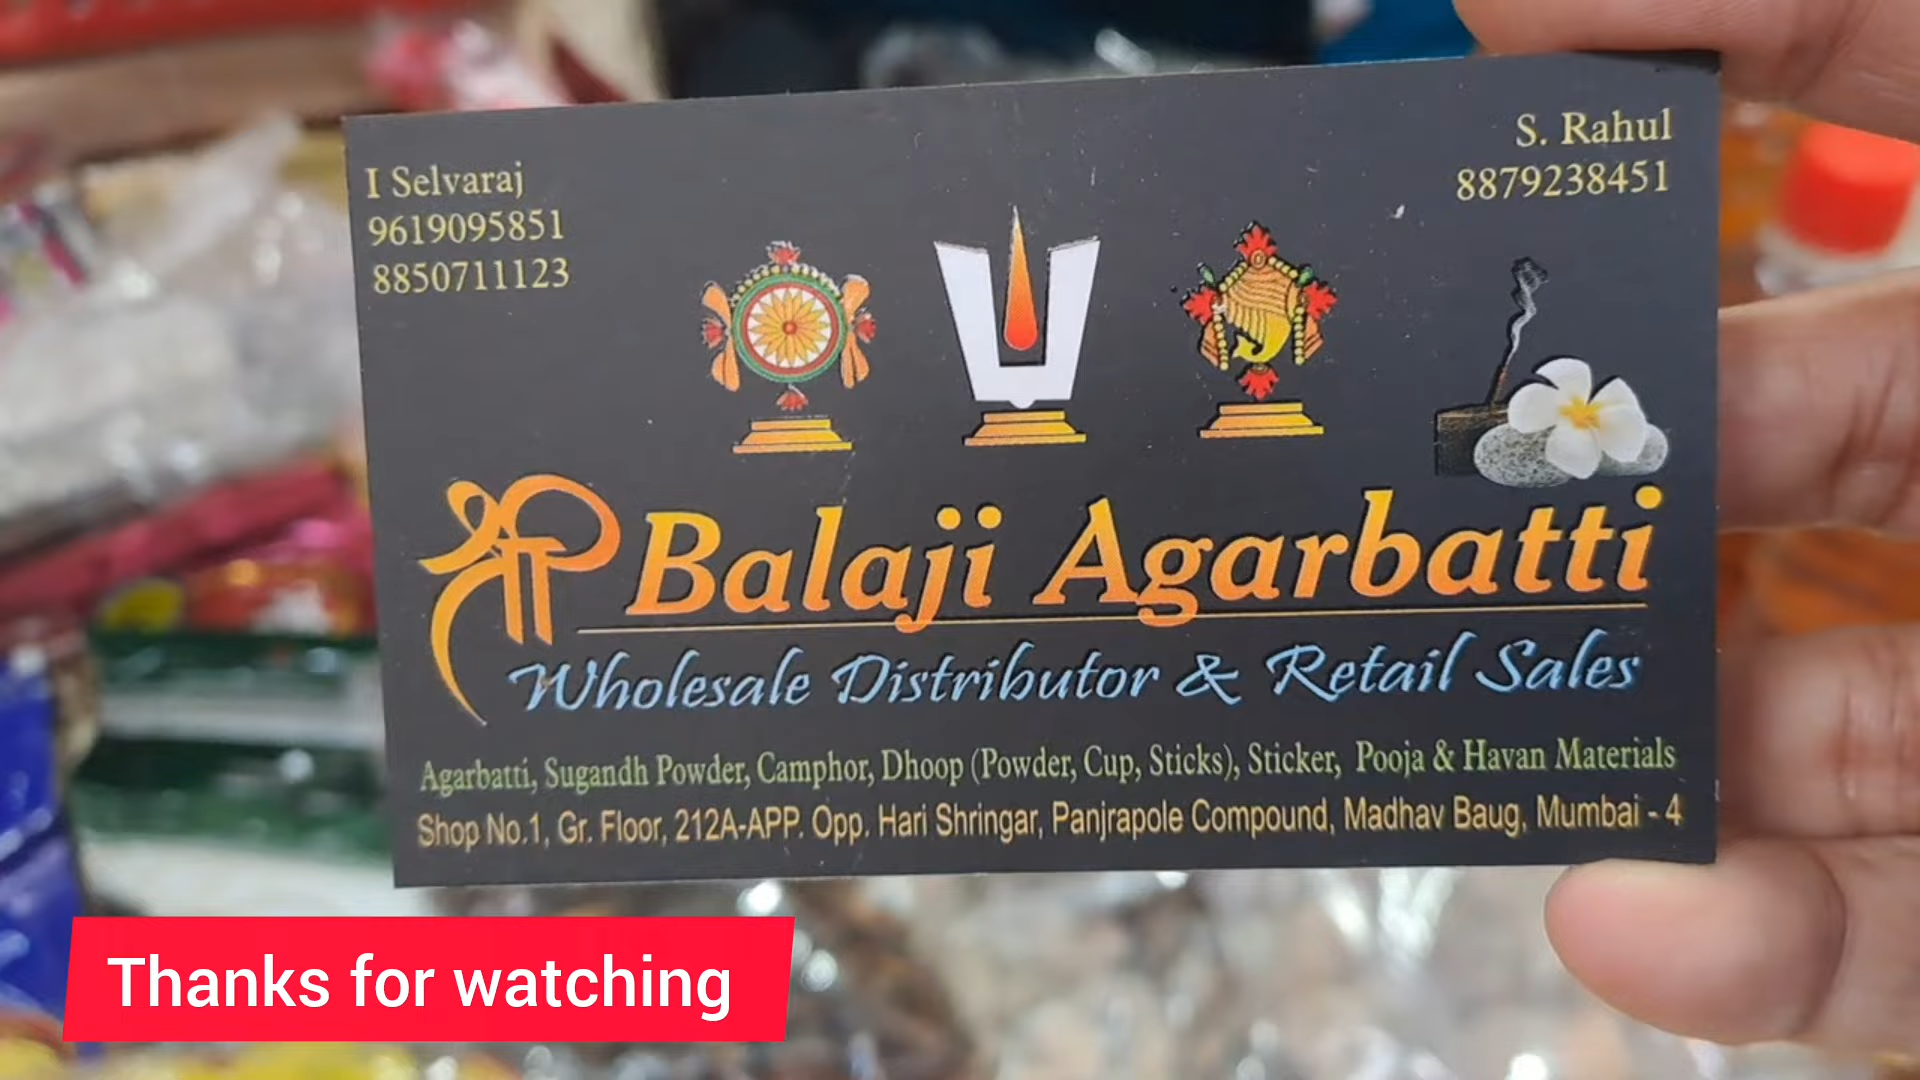 I Selvaraj
9619095851
8850711123
S. Rahul
8879238451
श्री Balaji Agarbatti
Wholesale Distributor & Retail Sales
Agarbatti, Sugandh Powder, Camphor, Dhoop (Powder, Cup, Sticks), Sticker, Pooja & Havan Materials
Shop No.1, Gr. Floor, 212A-APP. Opp. Hari Shringar, Panjrapole Compound, Madhav Baug, Mumbai - 4
Thanks for watching